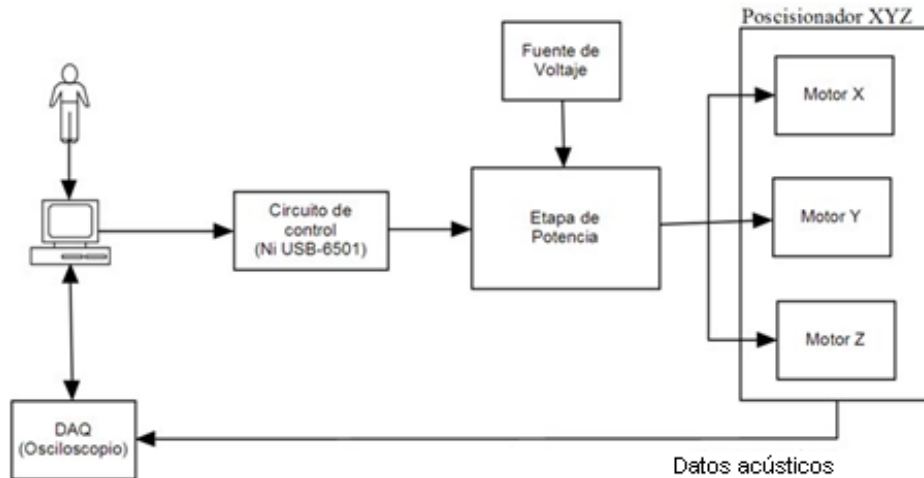 Poscisionador XYZ
Fuente de
Voltaje
Motor X
Circuito de
control
(Ni USB-6501)
Etapa de
Potencia
Motor Y
Motor Z
DAQ
(Osciloscopio)
Datos acústicos